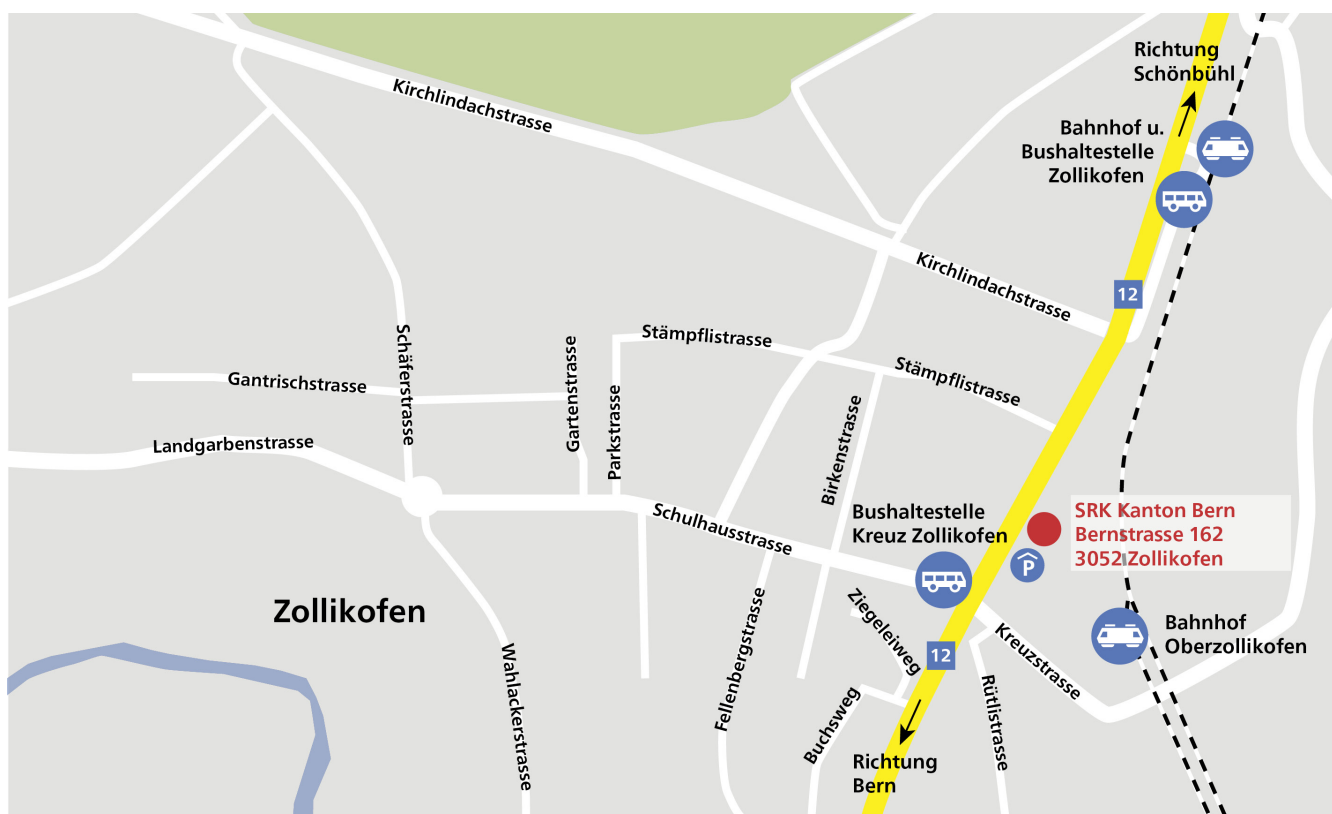 Richtung
Schönbühl
Kirchlindachstrasse
Bahnhof u.
Bushaltestelle
Zollikofen
Kirchlindachstrasse
12
Stämpflistrasse
Schäferstrasse
Gartenstrasse
Gantrischstrasse
Stämpflistrasse
Parkstrasse
Birkenstrasse
Landgarbenstrasse
Schulhausstrasse
Bushaltestelle
Kreuz Zollikofen
SRK Kanton Bern
Bernstrasse 162
3052 Zollikofen
P
Zollikofen
Ziegeleiweg
Fellenbergstrasse
12
Kreuzstrasse
Bahnhof
Oberzollikofen
Wahlackerstrasse
Rütlistrasse
Buchsweg
Richtung
Bern